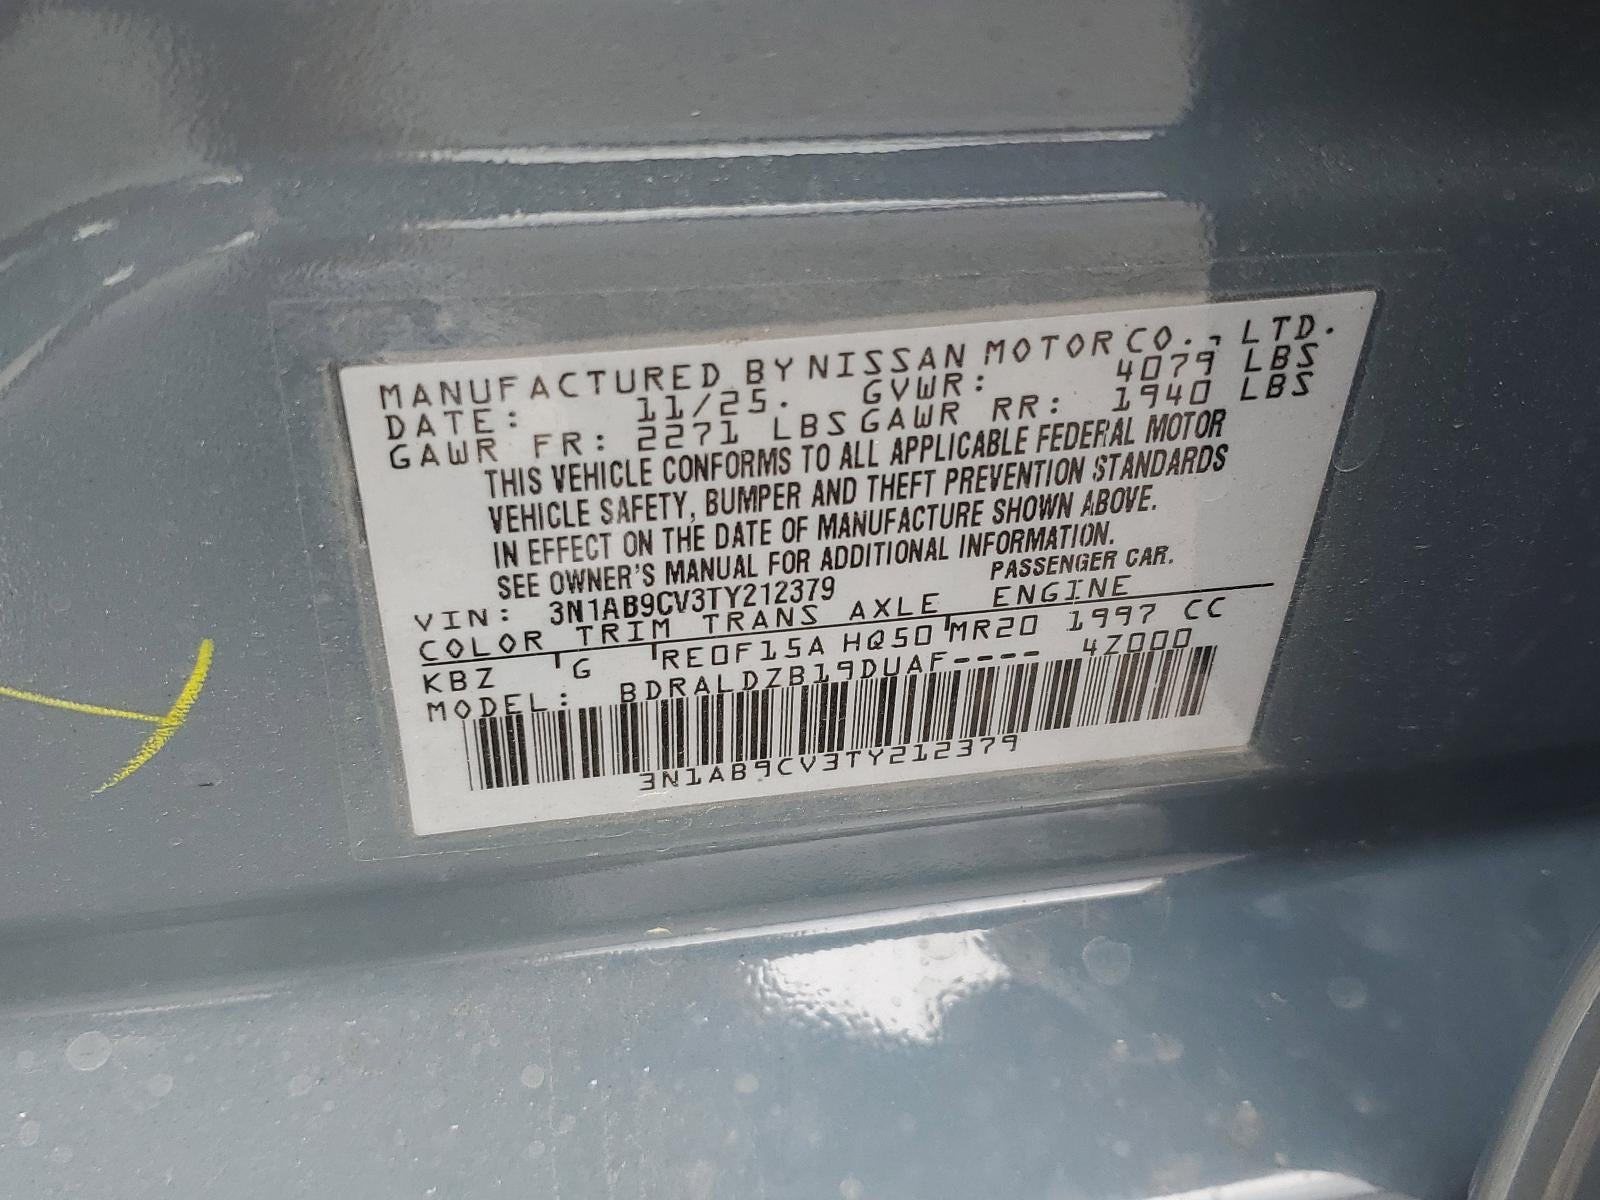 MANUFACTURED BY NISSAN MOTOR CO., LTD.
DATE: 11/25. GVWR: 4079 LBS
GAWR FR: 2271 LBS GAWR RR: 1940 LBS
THIS VEHICLE CONFORMS TO ALL APPLICABLE FEDERAL MOTOR
VEHICLE SAFETY, BUMPER AND THEFT PREVENTION STANDARDS
IN EFFECT ON THE DATE OF MANUFACTURE SHOWN ABOVE.
SEE OWNER'S MANUAL FOR ADDITIONAL INFORMATION.
VIN: 3N1AB9CV3TY212379 PASSENGER CAR.
COLOR TRIM TRANS AXLE ENGINE
KBZ G RE0F15A HQ50 MR20 1997 CC
MODEL: BDRALDZB19DUAF---- 4Z000
3N1AB9CV3TY212379